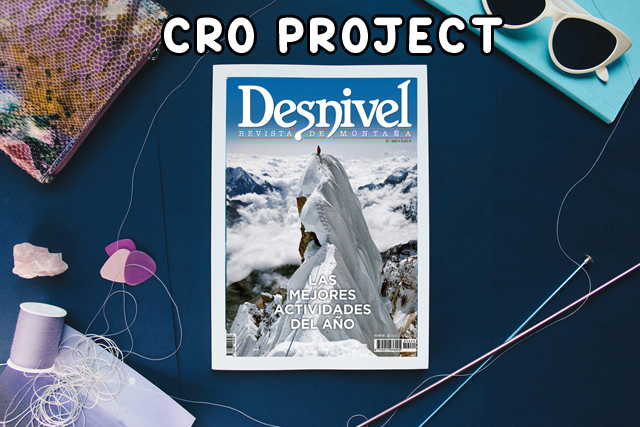 CRO PROJECT
Desnivel
REVISTA DE MONTAÑA
LAS
MEJORES
ACTIVIDADES
DEL AÑO